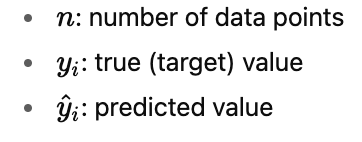 • n: number of data points
• yᵢ: true (target) value
• ŷᵢ: predicted value